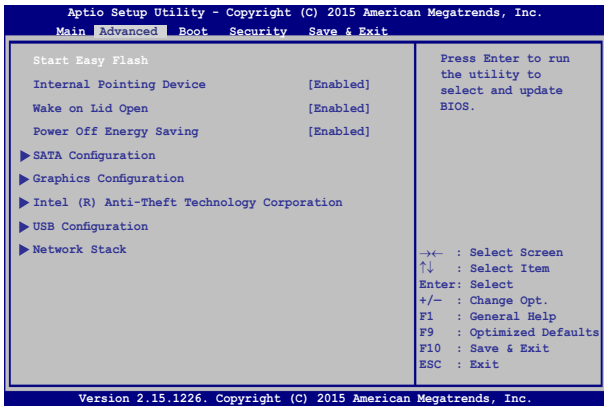 Aptio Setup Utility - Copyright (C) 2015 American Megatrends, Inc.
Main Advanced Boot Security Save & Exit
Start Easy Flash
Internal Pointing Device [Enabled]
Wake on Lid Open [Enabled]
Power Off Energy Saving [Enabled]
SATA Configuration
Graphics Configuration
Intel (R) Anti-Theft Technology Corporation
USB Configuration
Network Stack
Press Enter to run
the utility to
select and update
BIOS.
→← : Select Screen
↑↓ : Select Item
Enter: Select
+/— : Change Opt.
F1 : General Help
F9 : Optimized Defaults
F10 : Save & Exit
ESC : Exit
Version 2.15.1226. Copyright (C) 2015 American Megatrends, Inc.